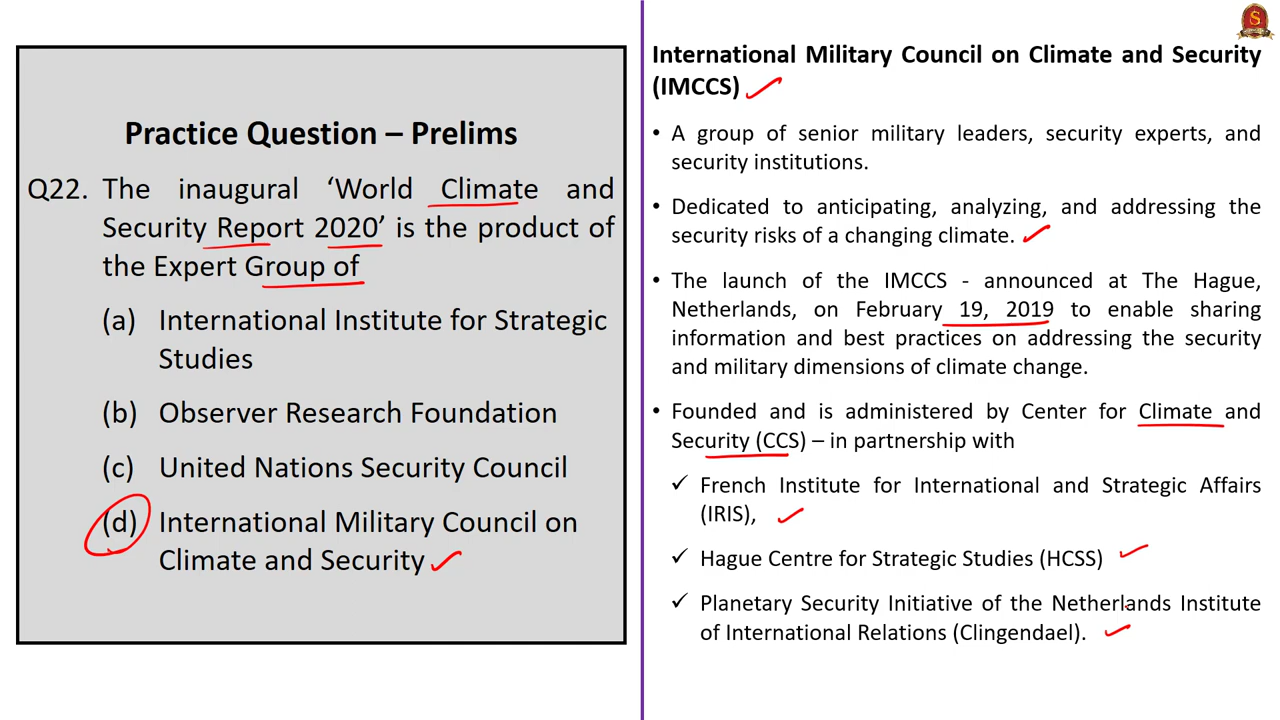 Practice Question – Prelims
Q22. The inaugural ‘World Climate and
Security Report 2020’ is the product of
the Expert Group of
(a) International Institute for Strategic
Studies
(b) Observer Research Foundation
(c) United Nations Security Council
(d) International Military Council on
Climate and Security
International Military Council on Climate and Security
(IMCCS)
• A group of senior military leaders, security experts, and
security institutions.
• Dedicated to anticipating, analyzing, and addressing the
security risks of a changing climate.
• The launch of the IMCCS - announced at The Hague,
Netherlands, on February 19, 2019 to enable sharing
information and best practices on addressing the security
and military dimensions of climate change.
• Founded and is administered by Center for Climate and
Security (CCS) – in partnership with
✓ French Institute for International and Strategic Affairs
(IRIS),
✓ Hague Centre for Strategic Studies (HCSS)
✓ Planetary Security Initiative of the Netherlands Institute
of International Relations (Clingendael).